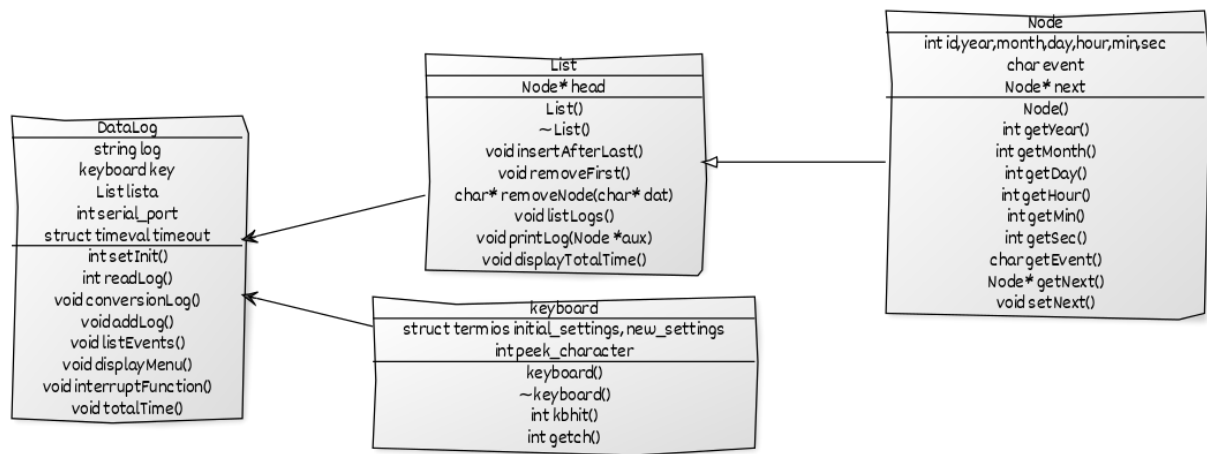 DataLog
string log
keyboard key
List lista
int serial_port
struct timeval timeout
int setInit()
int readLog()
void conversionLog()
void addLog()
void listEvents()
void displayMenu()
void interruptFunction()
void totalTime()
List
Node* head
List()
~List()
void insertAfterLast()
void removeFirst()
char* removeNode(char* dat)
void listLogs()
void printLog(Node *aux)
void displayTotalTime()
keyboard
struct termios initial_settings, new_settings
int peek_character
keyboard()
~keyboard()
int kbhit()
int getch()
Node
int id,year,month,day,hour,min,sec
char event
Node* next
Node()
int getYear()
int getMonth()
int getDay()
int getHour()
int getMin()
int getSec()
char getEvent()
Node* getNext()
void setNext()